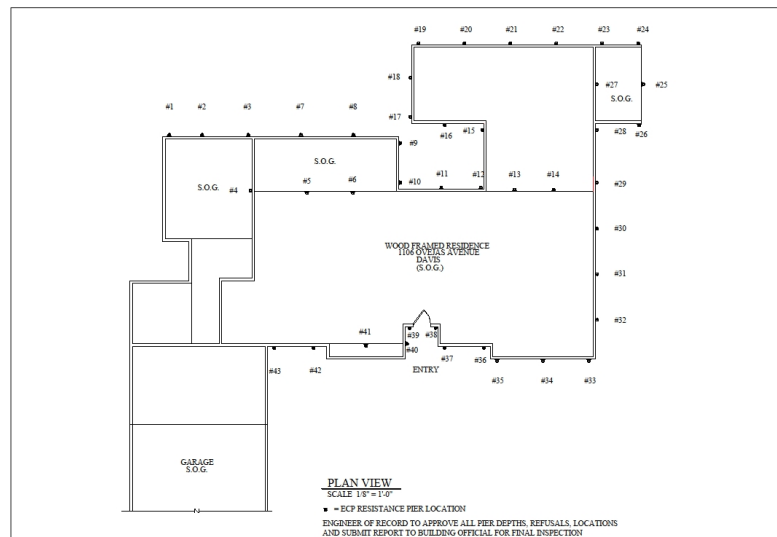 #19 #20 #21 #22 #23 #24
#18 #27 #25
S.O.G.
#17
#1 #2 #3 #7 #8
#16 #15 #28 #26
#9
S.O.G.
S.O.G. #4 #5 #6 #10 #11 #12 #13 #14 #29
#30
WOOD FRAMED RESIDENCE
1106 OVEJAS AVENUE
DAVIS
(S.O.G.)
#31
#32
#39 #38
#41 #40
#43 #42 #37 #36
ENTRY
#35 #34 #33
GARAGE
S.O.G.
PLAN VIEW
SCALE 1/8" = 1'-0"
= ECP RESISTANCE PIER LOCATION
ENGINEER OF RECORD TO APPROVE ALL PIER DEPTHS, REFUSALS, LOCATIONS
AND SUBMIT REPORT TO BUILDING OFFICIAL FOR FINAL INSPECTION